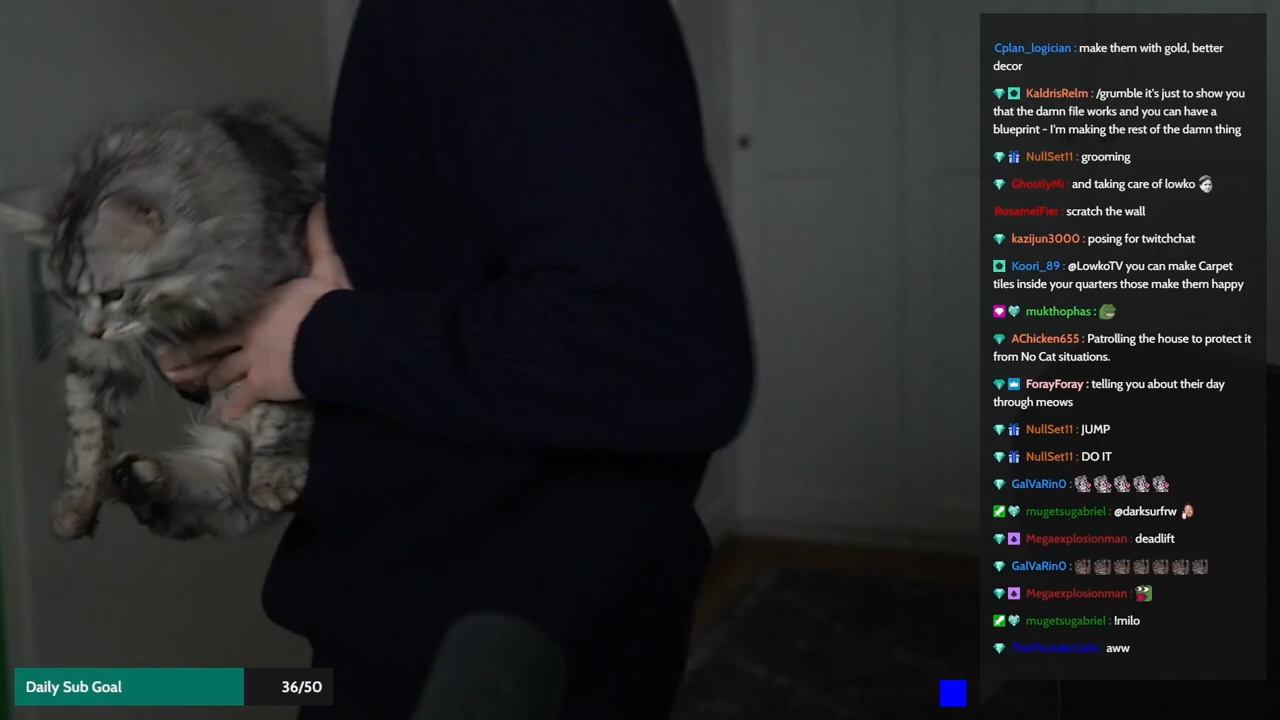 Cplan_logician : make them with gold, better
decor
KaldrisRelm : /grumble it's just to show you
that the damn file works and you can have a
blueprint - I'm making the rest of the damn thing
NullSet11 : grooming
GhostlyMi : and taking care of lowko
RosamelFier : scratch the wall
kazijun3000 : posing for twitchchat
Koori_89 : @LowkoTV you can make Carpet
tiles inside your quarters those make them happy
mukthophas :
AChicken655 : Patrolling the house to protect it
from No Cat situations.
ForayForay : telling you about their day
through meows
NullSet11 : JUMP
NullSet11 : DO IT
GalVaRin0 :
mugetsugabriel : @darksurfrw
Megaexplosionman : deadlift
GalVaRin0 :
Megaexplosionman :
mugetsugabriel : !milo
aww
Daily Sub Goal 36/50